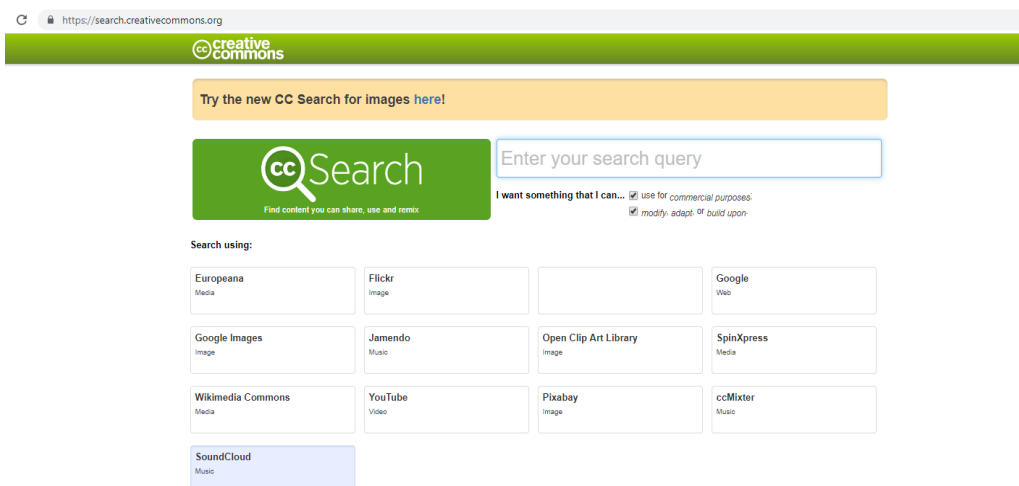 https://search.creativecommons.org
cc creative commons
Try the new CC Search for images here!
cc Search
Find content you can share, use and remix
Enter your search query
I want something that I can... use for commercial purposes;
modify, adapt, or build upon.
Search using:
Europeana
Media
Flickr
Image
Google
Web
Google Images
Image
Jamendo
Music
Open Clip Art Library
Image
SpinXpress
Media
Wikimedia Commons
Media
YouTube
Video
Pixabay
Image
ccMixter
Music
SoundCloud
Music